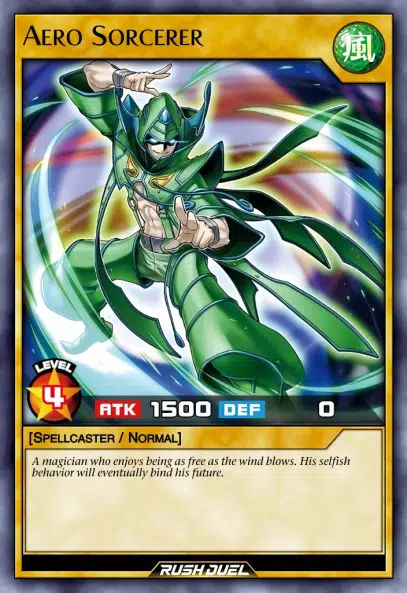 Aero Sorcerer
風
LEVEL
4
ATK 1500 DEF 0
[Spellcaster / Normal]
A magician who enjoys being as free as the wind blows. His selfish
behavior will eventually bind his future.
RUSH DUEL